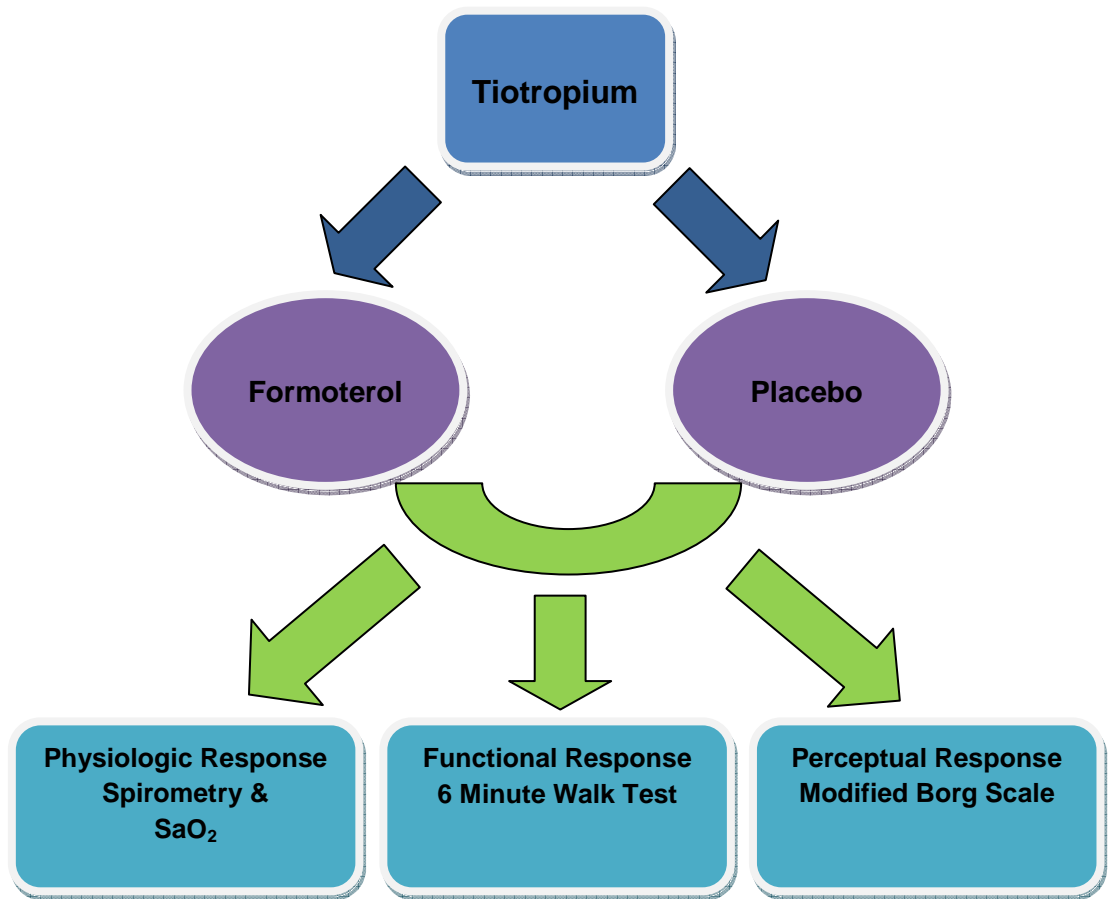 Tiotropium
Formoterol
Placebo
Physiologic Response
Spirometry &
SaO₂
Functional Response
6 Minute Walk Test
Perceptual Response
Modified Borg Scale